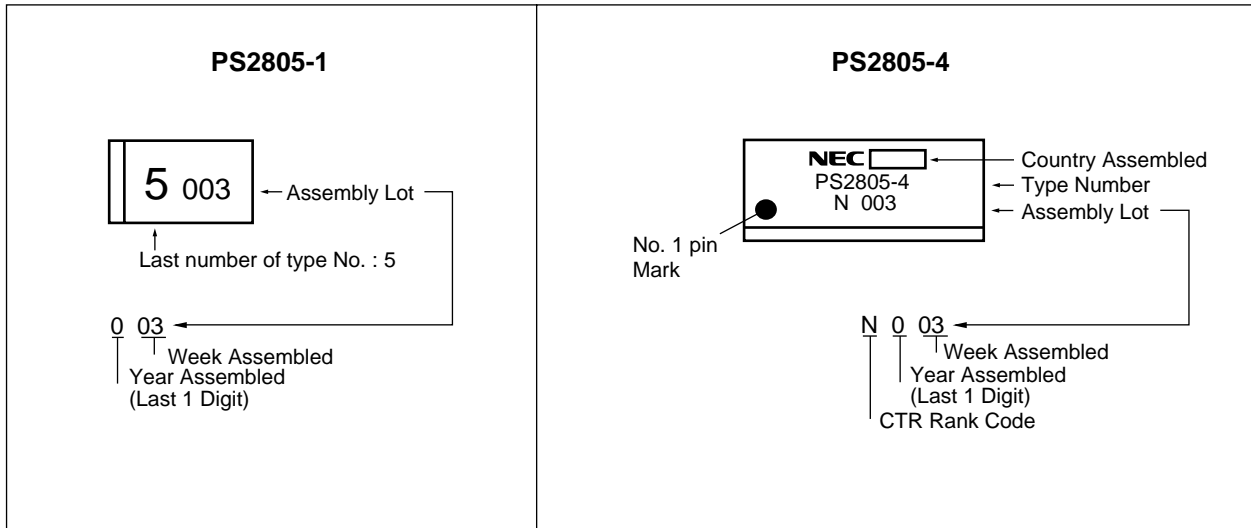 PS2805-1
5 003
Assembly Lot
Last number of type No. : 5
0 03
Week Assembled
Year Assembled
(Last 1 Digit)
PS2805-4
NEC
PS2805-4
N 003
Country Assembled
Type Number
Assembly Lot
No. 1 pin
Mark
N 0 03
Week Assembled
Year Assembled
(Last 1 Digit)
CTR Rank Code